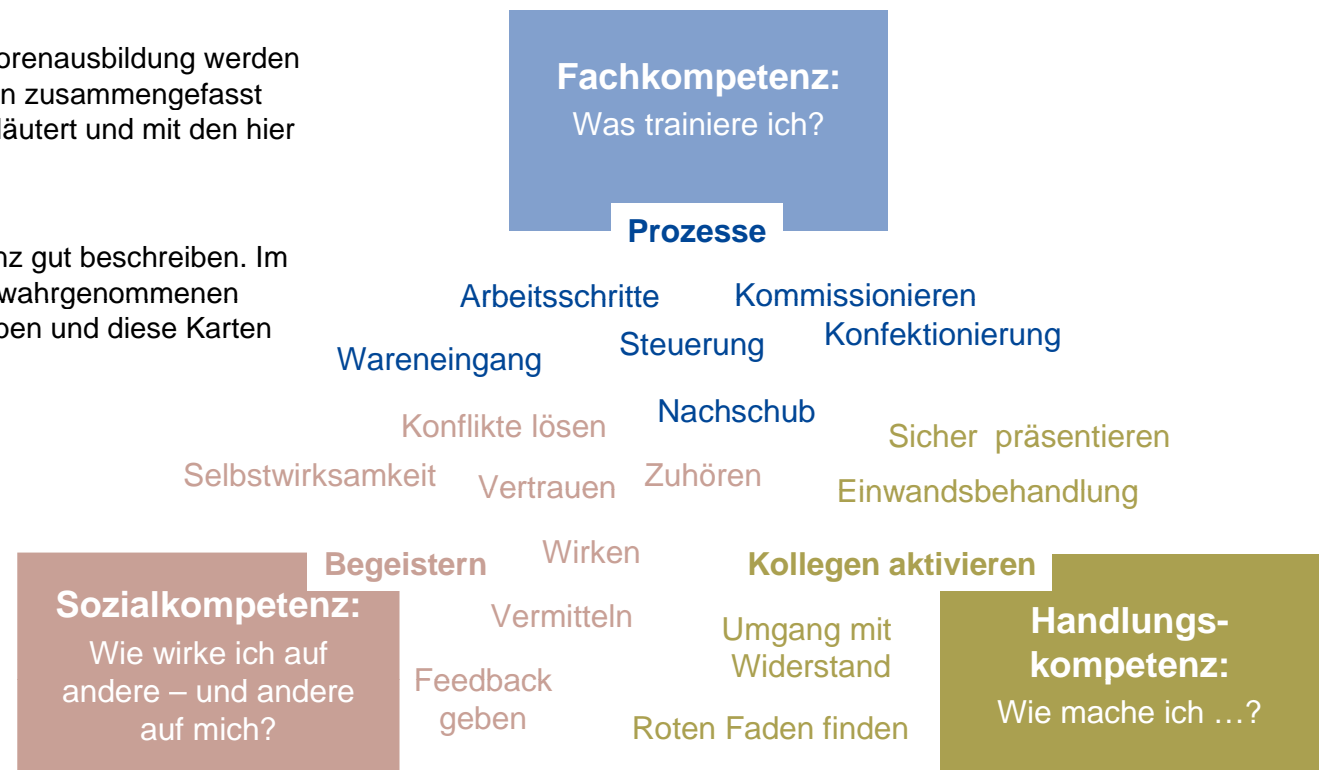 orenausbildung werden
n zusammengefasst
läutert und mit den hier
nz gut beschreiben. Im
wahrgenommenen
ben und diese Karten
Fachkompetenz:
Was trainiere ich?
Prozesse
Arbeitsschritte
Kommissionieren
Wareneingang
Steuerung
Konfektionierung
Nachschub
Konflikte lösen
Selbstwirksamkeit
Vertrauen
Zuhören
Sicher präsentieren
Einwandsbehandlung
Begeistern
Wirken
Kollegen aktivieren
Sozialkompetenz:
Wie wirke ich auf
andere – und andere
auf mich?
Vermitteln
Feedback
geben
Umgang mit
Widerstand
Roten Faden finden
Handlungs-
kompetenz:
Wie mache ich …?